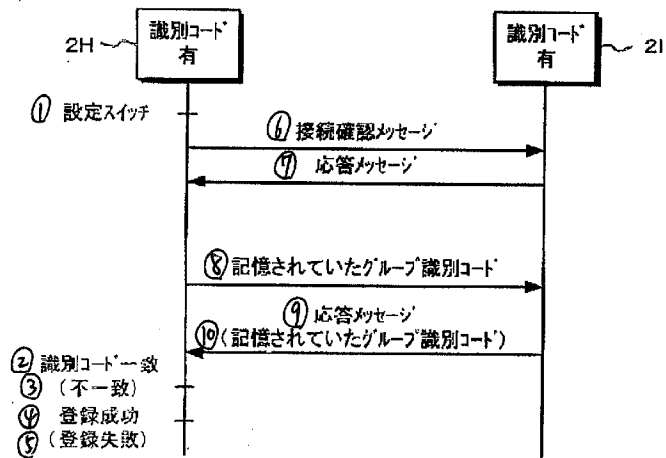 識別コード
有
2H
識別コード
有
2I
① 設定スイッチ
⑥ 接続確認メッセージ
⑦ 応答メッセージ
⑧ 記憶されていたグループ識別コード
⑨ 応答メッセージ
⑩ (記憶されていたグループ識別コード)
② 識別コード一致
③ (不一致)
④ 登録成功
⑤ (登録失敗)